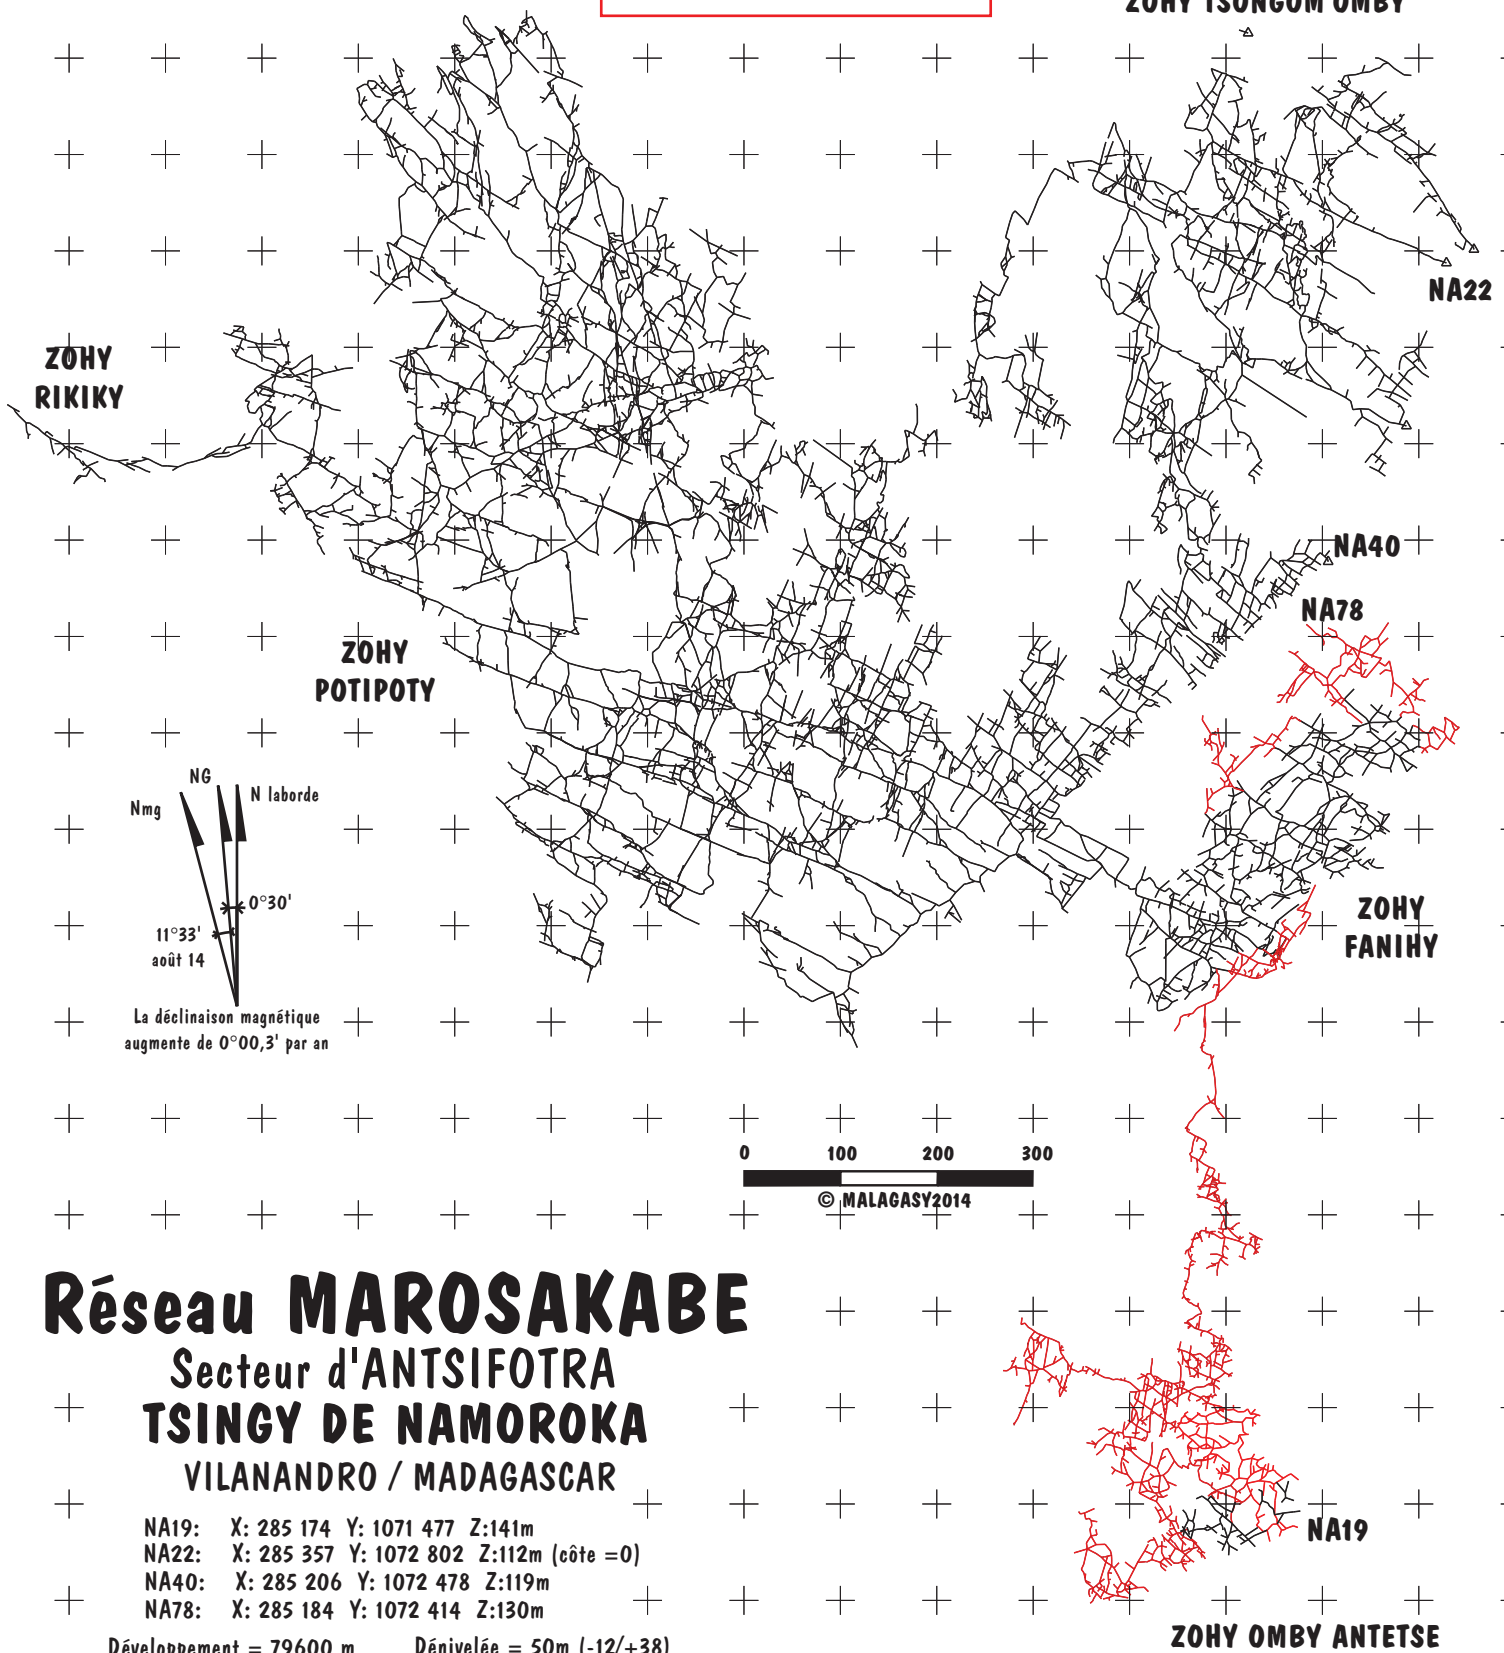 ZOHY TSONGOM'OMBY
NA22
ZOHY
RIKIKY
NA40
NA78
ZOHY
POTIPOTY
NG
Nmg
N laborde
0°30'
11°33'
août 14
La déclinaison magnétique
augmente de 0°00,3' par an
ZOHY
FANIHY
0 100 200 300
© MALAGASY2014
Réseau MAROSAKABE
Secteur d'ANTSIFOTRA
TSINGY DE NAMOROKA
VILANANDRO / MADAGASCAR
NA19: X: 285 174 Y: 1071 477 Z:141m
NA22: X: 285 357 Y: 1072 802 Z:112m (côte =0)
NA40: X: 285 206 Y: 1072 478 Z:119m
NA78: X: 285 184 Y: 1072 414 Z:130m
Développement = 79600 m Dénivelée = 50m (-12/+38)
NA19
ZOHY OMBY ANTETSE